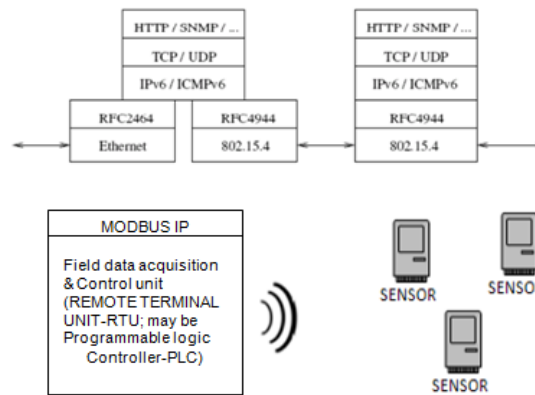 HTTP / SNMP / ...
TCP / UDP
IPv6 / ICMPv6
RFC2464
RFC4944
Ethernet
802.15.4
HTTP / SNMP / ...
TCP / UDP
IPv6 / ICMPv6
RFC4944
802.15.4
MODBUS IP
Field data acquisition
& Control unit
(REMOTE TERMINAL
UNIT-RTU; may be
Programmable logic
Controller-PLC)
SENSOR
SENSO
SENSOR